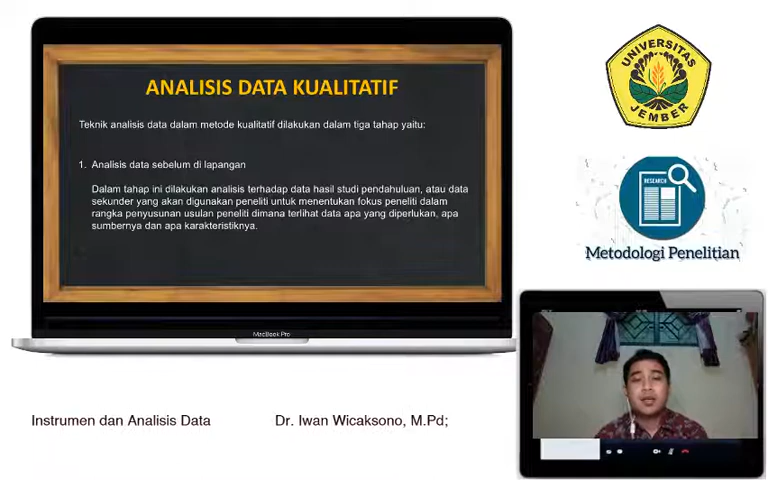 ANALISIS DATA KUALITATIF
Teknik analisis data dalam metode kualitatif dilakukan dalam tiga tahap yaitu:
1. Analisis data sebelum di lapangan
Dalam tahap ini dilakukan analisis terhadap data hasil studi pendahuluan, atau data
sekunder yang akan digunakan peneliti untuk menentukan fokus peneliti dalam
rangka penyusunan usulan peneliti dimana terlihat data apa yang diperlukan, apa
sumbernya dan apa karakteristiknya.
MacBook Pro
UNIVERSITAS
JEMBER
RESEARCH
Metodologi Penelitian
Instrumen dan Analisis Data
Dr. Iwan Wicaksono, M.Pd;